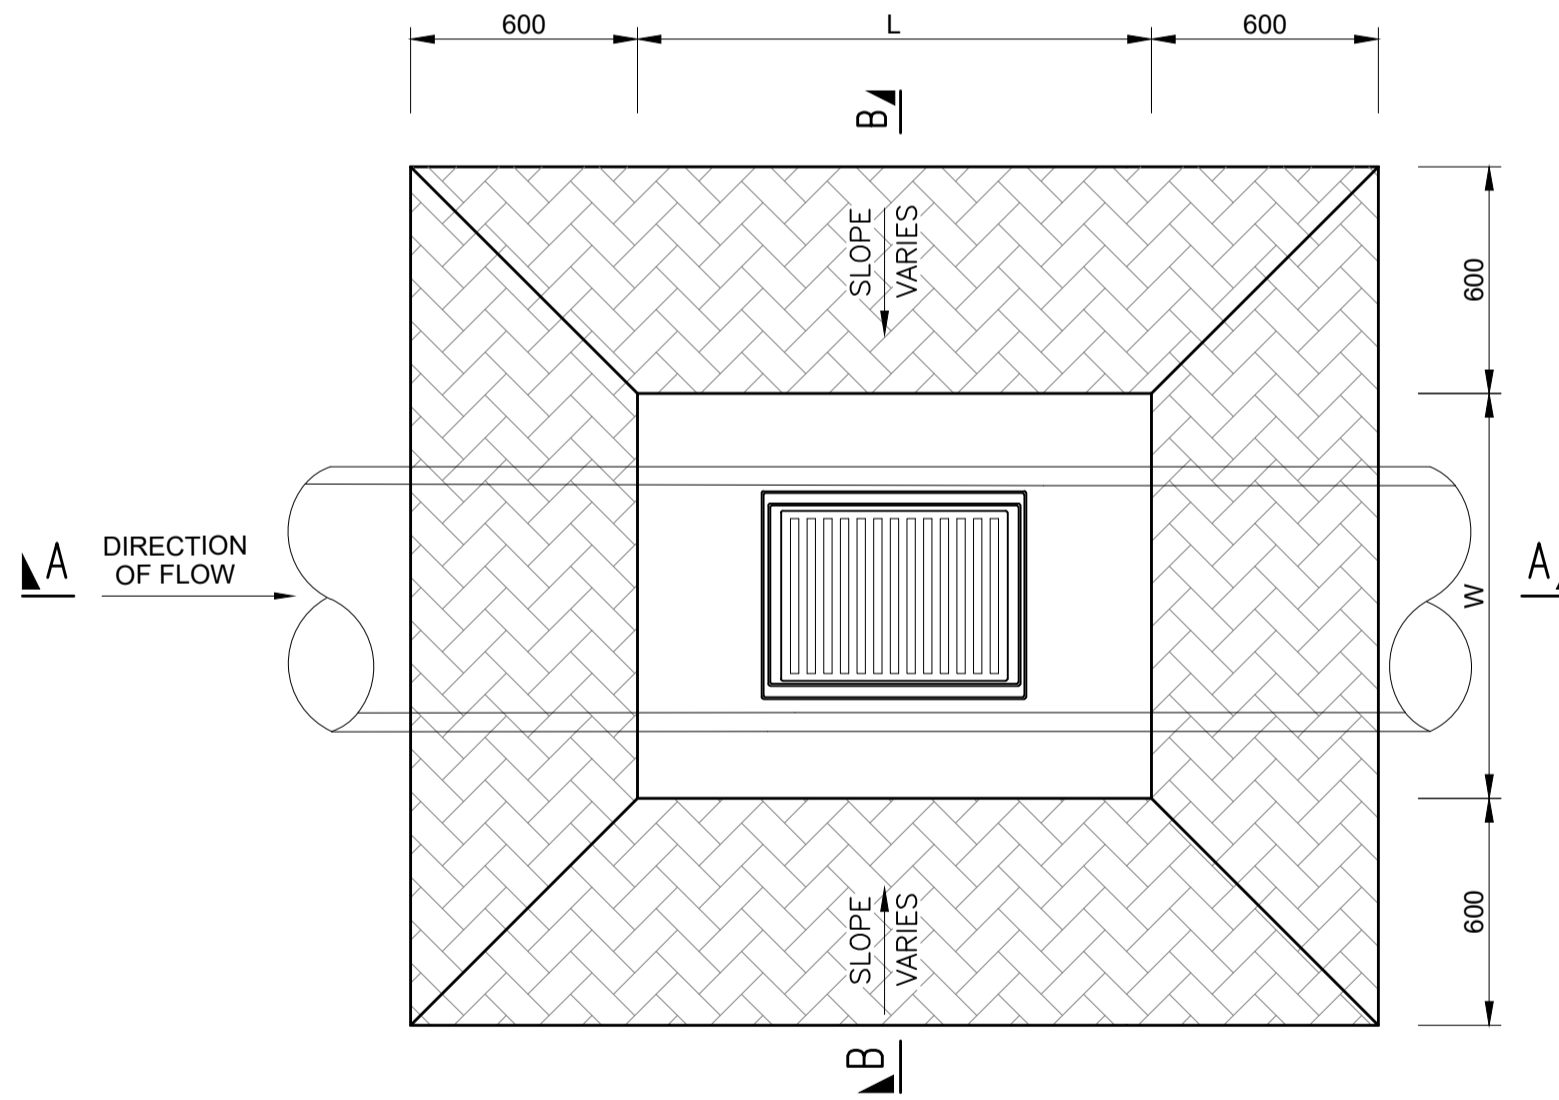 600
L
600
B
SLOPE
VARIES
600
A
DIRECTION
OF FLOW
W
A
SLOPE
VARIES
600
B